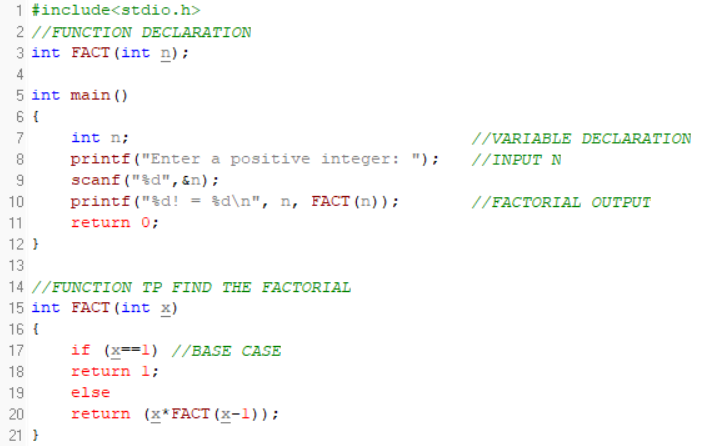 1 #include<stdio.h>
2 //FUNCTION DECLARATION
3 int FACT(int n);
4
5 int main()
6 {
7 int n; //VARIABLE DECLARATION
8 printf("Enter a positive integer: "); //INPUT N
9 scanf("%d",&n);
10 printf("%d! = %d\n", n, FACT(n)); //FACTORIAL OUTPUT
11 return 0;
12 }
13
14 //FUNCTION TP FIND THE FACTORIAL
15 int FACT(int x)
16 {
17 if (x==1) //BASE CASE
18 return 1;
19 else
20 return (x*FACT(x-1));
21 }